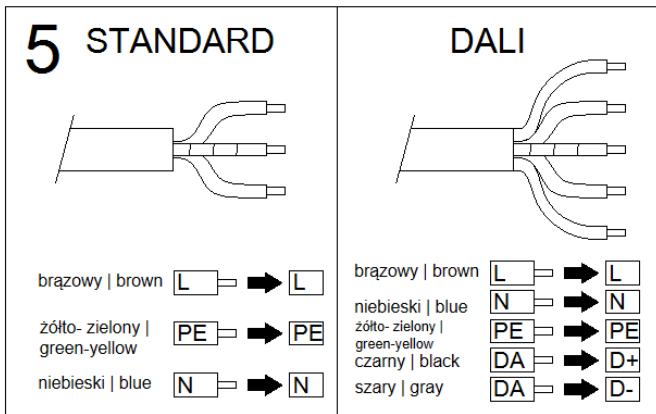 5 STANDARD
brązowy | brown L L
żółto- zielony |
green-yellow PE PE
niebieski | blue N N
DALI
brązowy | brown L L
niebieski | blue N N
żółto- zielony |
green-yellow PE PE
czarny | black DA D+
szary | gray DA D-